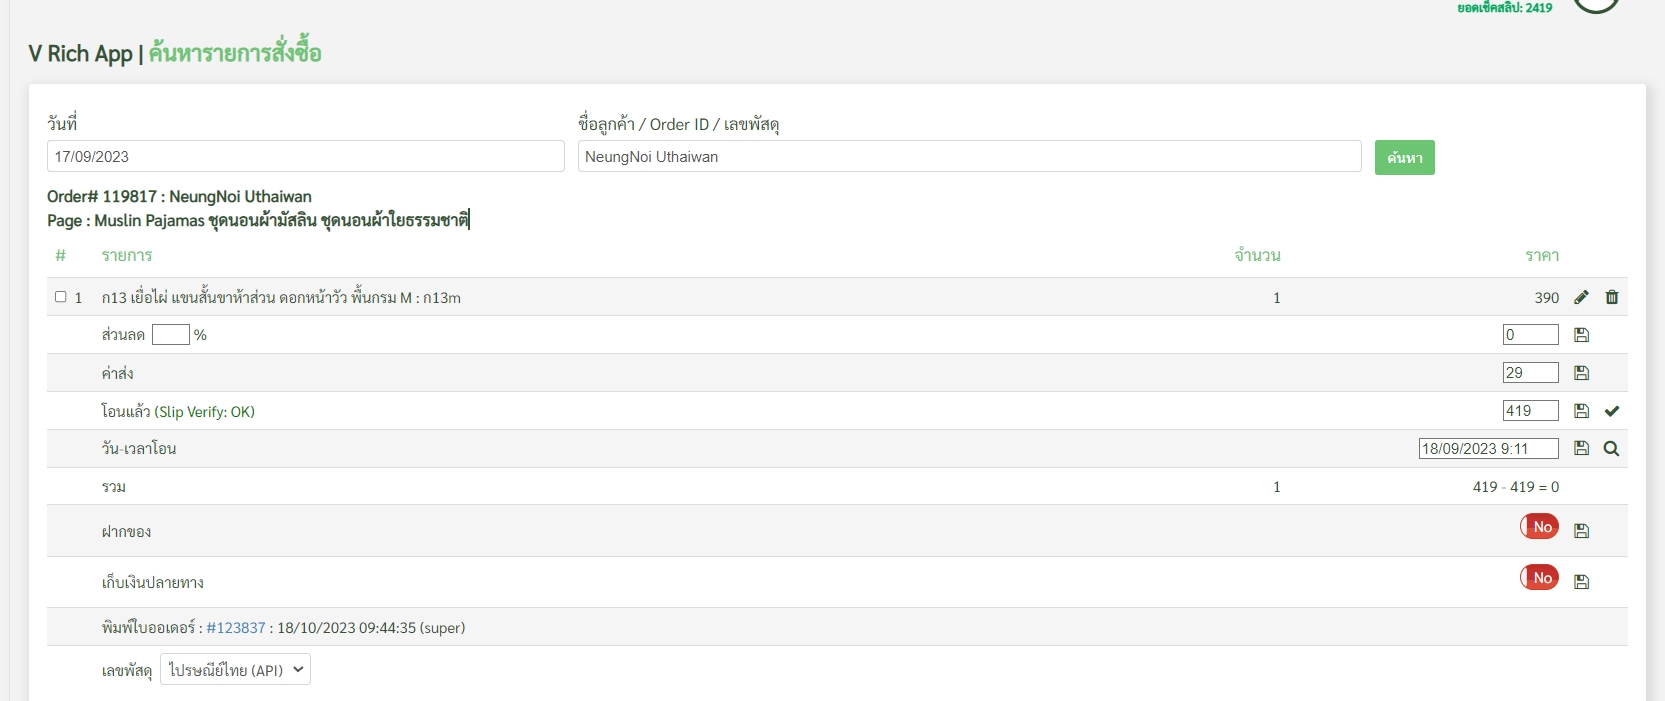 ยอดเช็คสลิป: 2419
V Rich App | ค้นหารายการสั่งซื้อ
วันที่
ชื่อลูกค้า / Order ID / เลขพัสดุ
17/09/2023
NeungNoi Uthaiwan
ค้นหา
Order# 119817 : NeungNoi Uthaiwan
Page : Muslin Pajamas ชุดนอนผ้ามัสลิน ชุดนอนผ้าใยธรรมชาติ
# รายการ จำนวน ราคา
1 ก13 เยื่อไผ่ แขนสั้นขาห้าส่วน ดอกหน้าวัว พื้นกรม M : ก13m 1 390
ส่วนลด % 0
ค่าส่ง 29
โอนแล้ว (Slip Verify: OK) 419
วัน-เวลาโอน 18/09/2023 9:11
รวม 1 419 - 419 = 0
ฝากของ No
เก็บเงินปลายทาง No
พิมพ์ใบออเดอร์ : #123837 : 18/10/2023 09:44:35 (super)
เลขพัสดุ ไปรษณีย์ไทย (API)